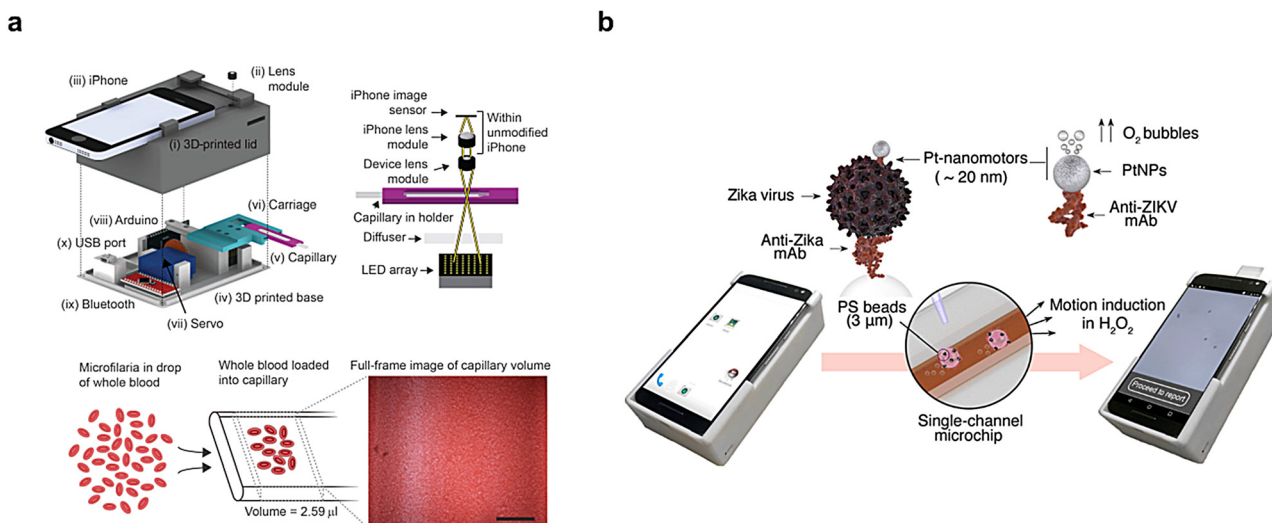 a
(iii) iPhone
(ii) Lens
module
(i) 3D-printed lid
(viii) Arduino
(vi) Carriage
(x) USB port
(v) Capillary
(ix) Bluetooth
(iv) 3D printed base
(vii) Servo
iPhone image
sensor
iPhone lens
module
Within
unmodified
iPhone
Device lens
module
Capillary in holder
Diffuser
LED array
Microfilaria in drop
of whole blood
Whole blood loaded
into capillary
Full-frame image of capillary volume
Volume = 2.59 µl
b
O2 bubbles
Pt-nanomotors
(~ 20 nm)
PtNPs
Zika virus
Anti-ZIKV
mAb
Anti-Zika
mAb
PS beads
(3 µm)
Motion induction
in H2O2
Single-channel
microchip
Proceed to report